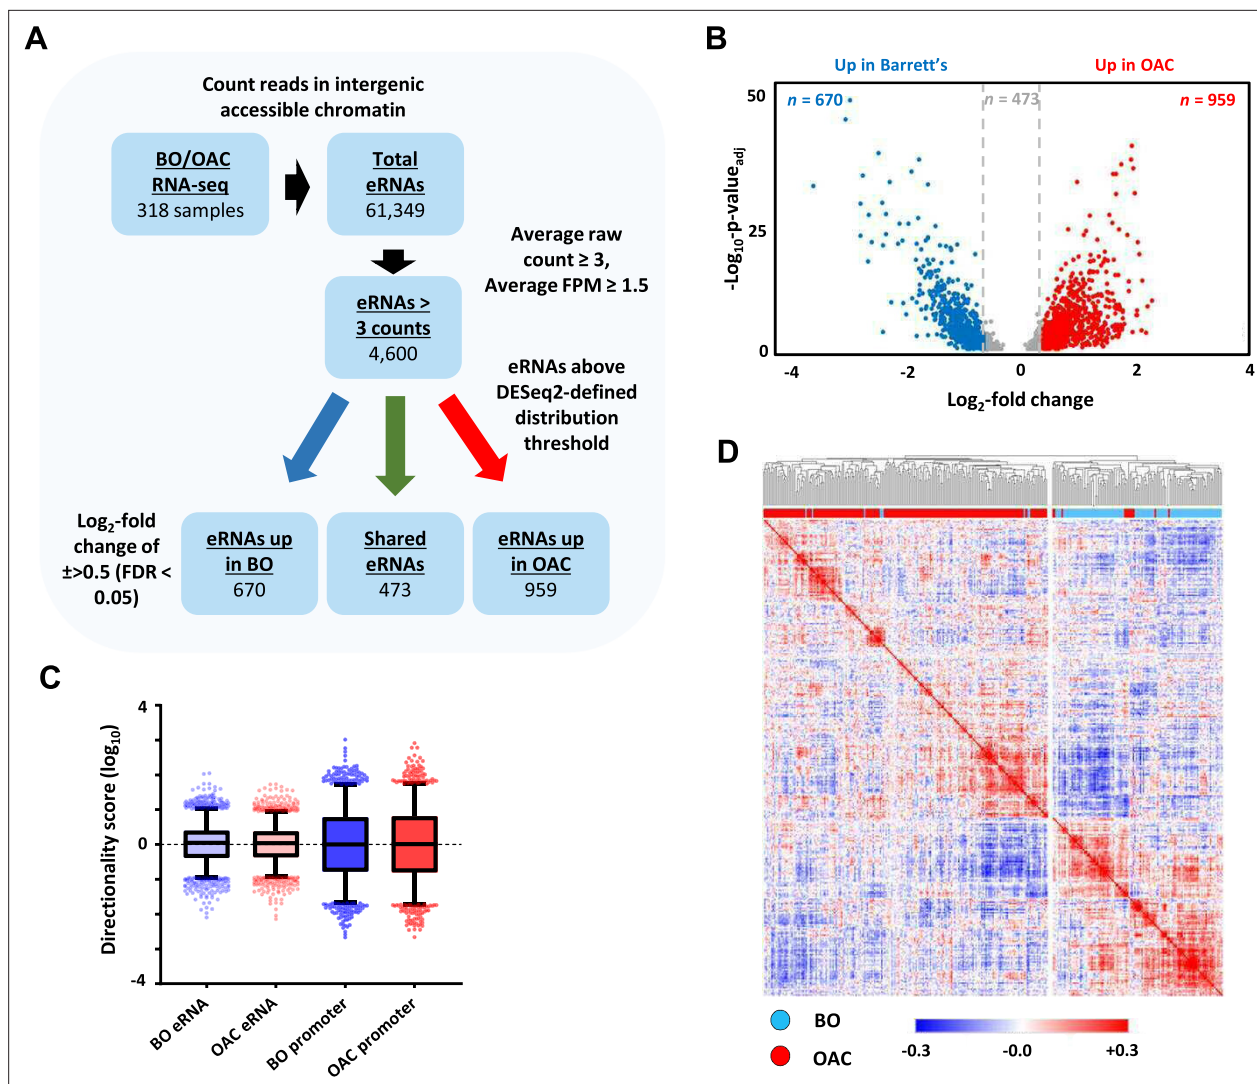 A
Count reads in intergenic
accessible chromatin
BO/OAC
RNA-seq
318 samples
Total
eRNAs
61,349
Average raw
count ≥ 3,
Average FPM ≥ 1.5
eRNAs >
3 counts
4,600
eRNAs above
DESeq2-defined
distribution
threshold
Log2-fold
change of
±>0.5 (FDR <
0.05)
eRNAs up
in BO
670
Shared
eRNAs
473
eRNAs up
in OAC
959
B
Up in Barrett's
Up in OAC
n = 670
n = 473
n = 959
50
25
0
-Log10-p-valueadj
-4
-2
0
2
4
Log2-fold change
C
Directionality score (log10)
4
0
-4
BO eRNA
OAC eRNA
BO promoter
OAC promoter
D
BO
OAC
-0.3
-0.0
+0.3